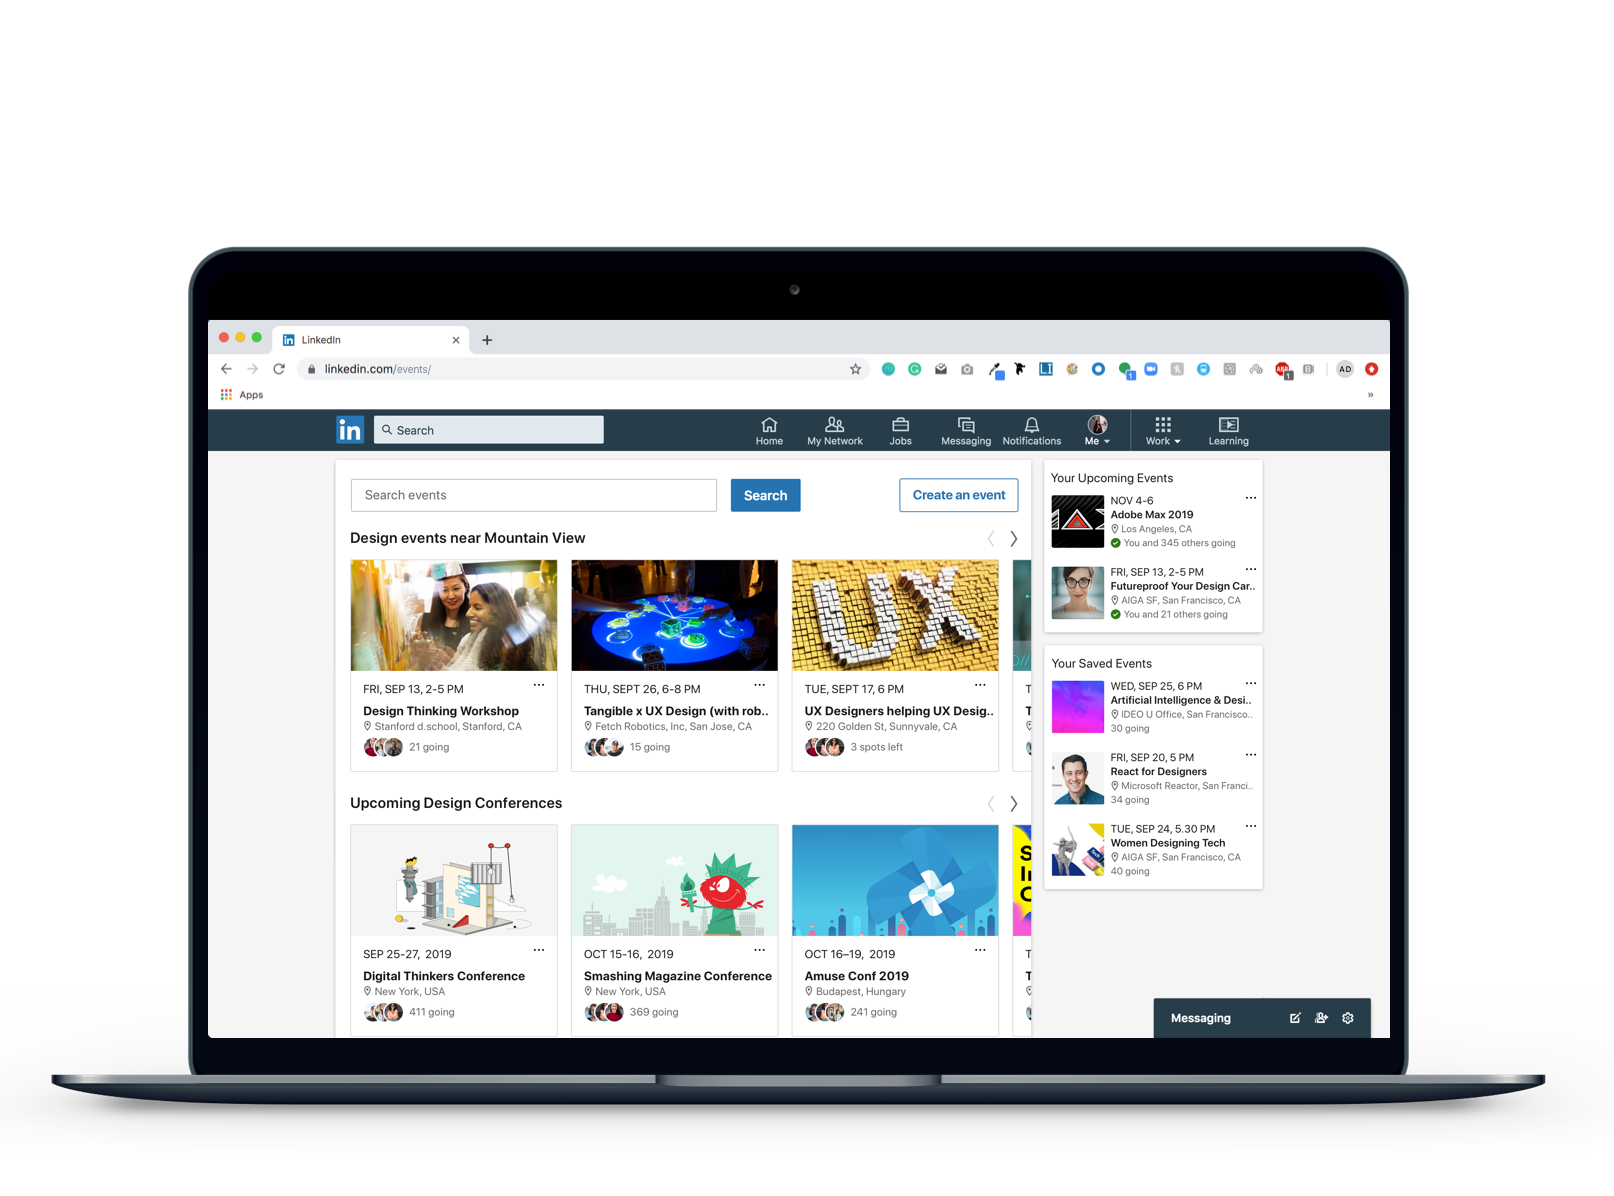 LinkedIn
linkedin.com/events/
AD
Apps
in
Search
Home
My Network
Jobs
Messaging
Notifications
Me
Work
Learning
Search events
Search
Create an event
Design events near Mountain View
UX
FRI, SEP 13, 2-5 PM
Design Thinking Workshop
Stanford d.school, Stanford, CA
21 going
THU, SEPT 26, 6-8 PM
Tangible x UX Design (with rob..
Fetch Robotics, Inc, San Jose, CA
15 going
TUE, SEPT 17, 6 PM
UX Designers helping UX Desig..
220 Golden St, Sunnyvale, CA
3 spots left
Upcoming Design Conferences
SEP 25-27, 2019
Digital Thinkers Conference
New York, USA
411 going
OCT 15-16, 2019
Smashing Magazine Conference
New York, USA
369 going
OCT 16–19, 2019
Amuse Conf 2019
Budapest, Hungary
241 going
Your Upcoming Events
NOV 4-6
Adobe Max 2019
Los Angeles, CA
You and 345 others going
FRI, SEP 13, 2-5 PM
Futureproof Your Design Car..
AIGA SF, San Francisco, CA
You and 21 others going
Your Saved Events
WED, SEP 25, 6 PM
Artificial Intelligence & Desi..
IDEO U Office, San Francisco..
30 going
FRI, SEP 20, 5 PM
React for Designers
Microsoft Reactor, San Franci..
34 going
TUE, SEP 24, 5.30 PM
Women Designing Tech
AIGA SF, San Francisco, CA
40 going
Messaging